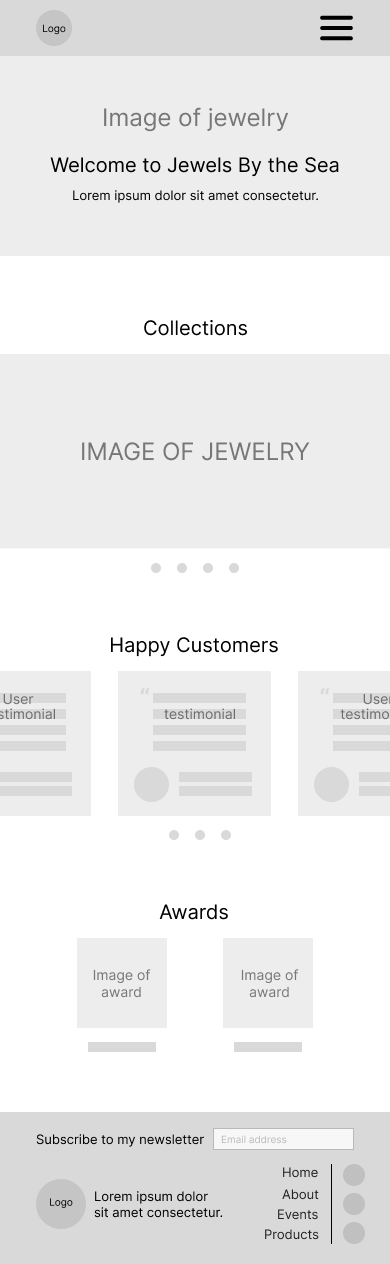 Logo
Image of jewelry
Welcome to Jewels By the Sea
Lorem ipsum dolor sit amet consectetur.
Collections
IMAGE OF JEWELRY
Happy Customers
User
stimonial
“
testimonial
“
User
testimo
Awards
Image of
award
Image of
award
Subscribe to my newsletter
Email address
Logo
Lorem ipsum dolor
sit amet consectetur.
Home
About
Events
Products